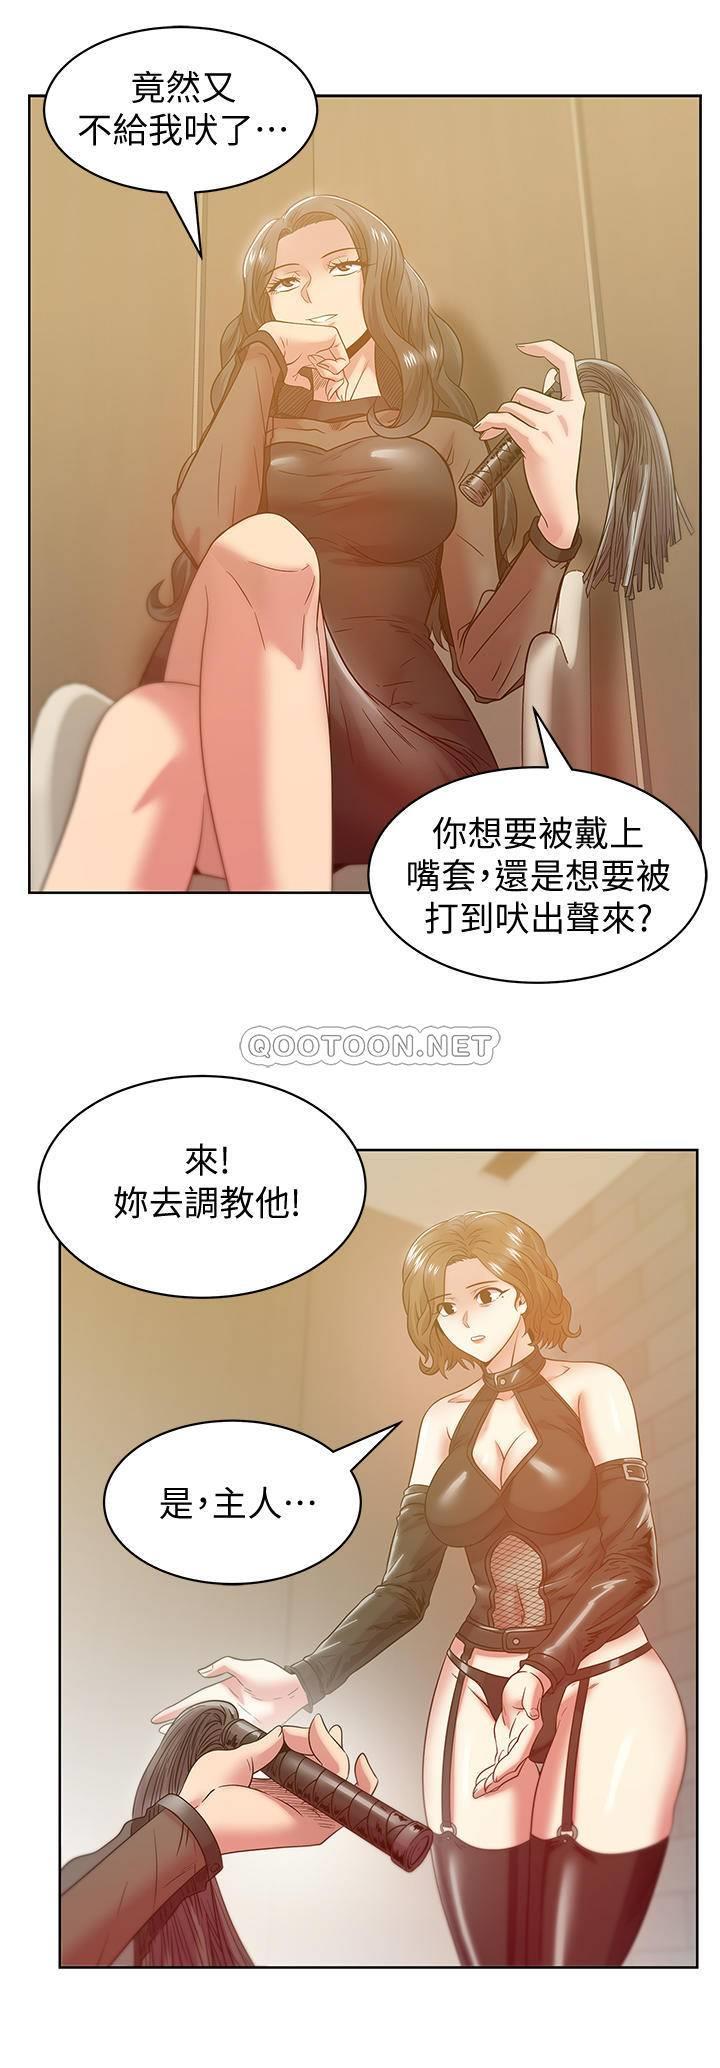 竟然又
不給我吠了…
你想要被戴上
嘴套，還是想要被
打到吠出聲來?
QOOTOON.NET
來!
妳去調教他!
是，主人…